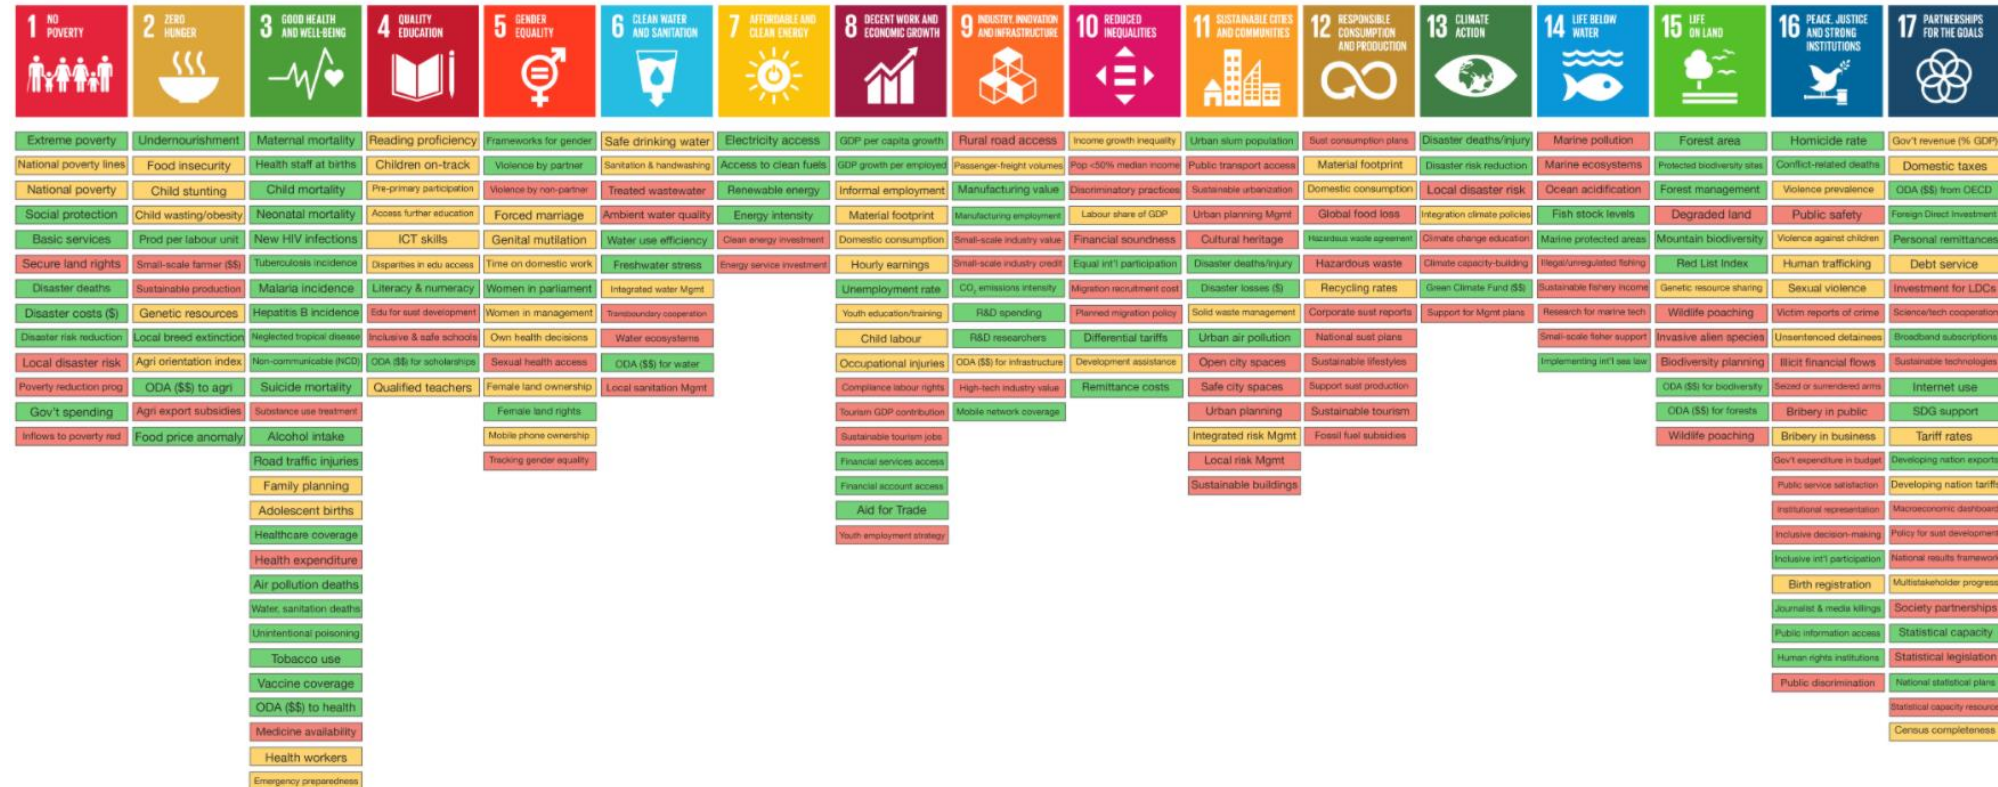 1 NO
POVERTY
Extreme poverty
National poverty lines
National poverty
Social protection
Basic services
Secure land rights
Disaster deaths
Disaster costs ($)
Disaster risk reduction
Local disaster risk
Poverty reduction prog
Gov't spending
Inflows to poverty red
2 ZERO
HUNGER
Undernourishment
Food insecurity
Child stunting
Child wasting/obesity
Prod per labour unit
Small-scale farmer ($$)
Sustainable production
Genetic resources
Local breed extinction
Agri orientation index
ODA ($$) to agri
Agri export subsidies
Food price anomaly
3 GOOD HEALTH
AND WELL-BEING
Maternal mortality
Health staff at births
Child mortality
Neonatal mortality
New HIV infections
Tuberculosis incidence
Malaria incidence
Hepatitis B incidence
Neglected tropical disease
Non-communicable (NCD)
Suicide mortality
Substance use treatment
Alcohol intake
Road traffic injuries
Family planning
Adolescent births
Healthcare coverage
Health expenditure
Air pollution deaths
Water, sanitation deaths
Unintentional poisoning
Tobacco use
Vaccine coverage
ODA ($$) to health
Medicine availability
Health workers
Emergency preparedness
4 QUALITY
EDUCATION
Reading proficiency
Children on-track
Pre-primary participation
Access further education
ICT skills
Disparities in edu access
Literacy & numeracy
Edu for sust development
Inclusive & safe schools
ODA ($$) for scholarships
Qualified teachers
5 GENDER
EQUALITY
Frameworks for gender
Violence by partner
Violence by non-partner
Forced marriage
Genital mutilation
Time on domestic work
Women in parliament
Women in management
Own health decisions
Sexual health access
Female land ownership
Female land rights
Mobile phone ownership
Tracking gender equality
6 CLEAN WATER
AND SANITATION
Safe drinking water
Sanitation & handwashing
Treated wastewater
Ambient water quality
Water use efficiency
Freshwater stress
Integrated water Mgmt
Transboundary cooperation
Water ecosystems
ODA ($$) for water
Local sanitation Mgmt
7 AFFORDABLE AND
CLEAN ENERGY
Electricity access
Access to clean fuels
Renewable energy
Energy intensity
Clean energy investment
Energy service investment
8 DECENT WORK AND
ECONOMIC GROWTH
GDP per capita growth
GDP growth per employed
Informal employment
Material footprint
Domestic consumption
Hourly earnings
Unemployment rate
Youth education/training
Child labour
Occupational injuries
Compliance labour rights
Tourism GDP contribution
Sustainable tourism jobs
Financial services access
Financial account access
Aid for Trade
Youth employment strategy
9 INDUSTRY, INNOVATION
AND INFRASTRUCTURE
Rural road access
Passenger-freight volumes
Manufacturing value
Manufacturing employment
Small-scale industry value
Small-scale industry credit
CO2 emissions intensity
R&D spending
R&D researchers
ODA ($$) for infrastructure
High-tech industry value
Mobile network coverage
10 REDUCED
INEQUALITIES
Income growth inequality
Pop <50% median income
Discriminatory practices
Labour share of GDP
Financial soundness
Equal int'l participation
Migration recruitment cost
Planned migration policy
Differential tariffs
Development assistance
Remittance costs
11 SUSTAINABLE CITIES
AND COMMUNITIES
Urban slum population
Public transport access
Sustainable urbanization
Urban planning Mgmt
Cultural heritage
Disaster deaths/injury
Disaster losses ($)
Solid waste management
Urban air pollution
Open city spaces
Safe city spaces
Urban planning
Integrated risk Mgmt
Local risk Mgmt
Sustainable buildings
12 RESPONSIBLE
CONSUMPTION
AND PRODUCTION
Sust consumption plans
Material footprint
Domestic consumption
Global food loss
Hazardous waste agreement
Hazardous waste
Recycling rates
Corporate sust reports
National sust plans
Sustainable lifestyles
Support sust production
Sustainable tourism
Fossil fuel subsidies
13 CLIMATE
ACTION
Disaster deaths/injury
Disaster risk reduction
Local disaster risk
Integration climate policies
Climate change education
Climate capacity-building
Green Climate Fund ($$)
Support for Mgmt plans
14 LIFE BELOW
WATER
Marine pollution
Marine ecosystems
Ocean acidification
Fish stock levels
Marine protected areas
Illegal/unregulated fishing
Sustainable fishery income
Research for marine tech
Small-scale fisher support
Implementing int'l sea law
15 LIFE
ON LAND
Forest area
Protected biodiversity sites
Forest management
Degraded land
Mountain biodiversity
Red List Index
Genetic resource sharing
Wildlife poaching
Invasive alien species
Biodiversity planning
ODA ($$) for biodiversity
ODA ($$) for forests
Wildlife poaching
16 PEACE, JUSTICE
AND STRONG
INSTITUTIONS
Homicide rate
Conflict-related deaths
Violence prevalence
Public safety
Violence against children
Human trafficking
Sexual violence
Victim reports of crime
Unsentenced detainees
Illicit financial flows
Seized or surrendered arms
Bribery in public
Bribery in business
Gov't expenditure in budget
Public service satisfaction
Institutional representation
Inclusive decision-making
Inclusive int'l participation
Birth registration
Journalist & media killings
Public information access
Human rights institutions
Public discrimination
17 PARTNERSHIPS
FOR THE GOALS
Gov't revenue (% GDP)
Domestic taxes
ODA ($$) from OECD
Foreign Direct Investment
Personal remittances
Debt service
Investment for LDCs
Science/tech cooperation
Broadband subscriptions
Sustainable technologies
Internet use
SDG support
Tariff rates
Developing nation exports
Developing nation tariffs
Macroeconomic dashboard
Policy for sust development
National results framework
Multistakeholder progress
Society partnerships
Statistical capacity
Statistical legislation
National statistical plans
Statistical capacity resource
Census completeness